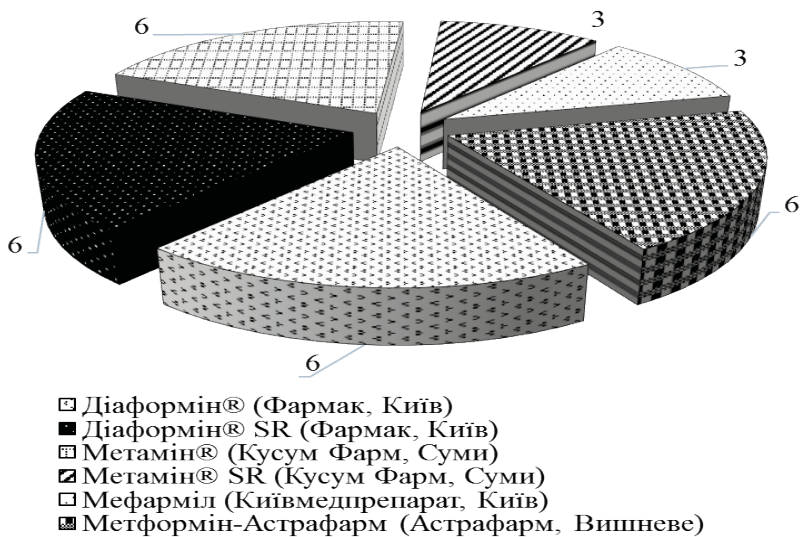 6
3
3
6
6
6
Діаформін® (Фармак, Київ)
Діаформін® SR (Фармак, Київ)
Метамін® (Кусум Фарм, Суми)
Метамін® SR (Кусум Фарм, Суми)
Мефарміл (Київмедпрепарат, Київ)
Метформін-Астрафарм (Астрафарм, Вишневе)